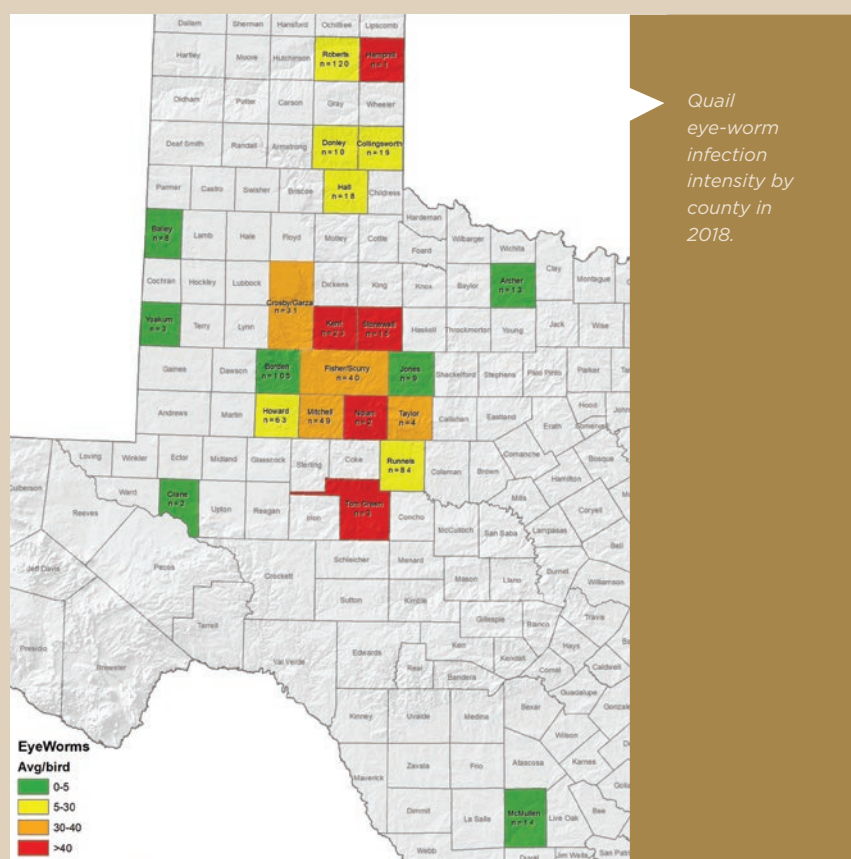 Dallam Sherman Hansford Ochiltree Lipscomb
Hartley Moore Hutchinson Roberts Hemphill
n=120 n=1
Oldham Potter Carson Gray Wheeler
Deaf Smith Randall Armstrong Donley Collingsworth
n=10 n=19
Parmer Castro Swisher Briscoe Hall Childress
n=18
Hardeman
Bailey Lamb Hale Floyd Motley Cottle Foard Wilbarger Wichita
n=8
Clay Montague
Cochran Hockley Lubbock Crosby/Garza Dickens King Knox Baylor Archer
n=31 n=13
Yoakum Terry Lynn Kent Stonewall Haskell Throckmorton Young Jack Wise
n=3 n=23
Gaines Dawson Borden Fisher/Scurry Jones Shackelford Stephens Palo Pinto Parker
n=105 n=40 n=9
Andrews Martin Howard Mitchell Nolan Taylor Callahan Eastland Erath Hood Somervell
n=63 n=49 n=2 n=4
Loving Winkler Ector Midland Glasscock Sterling Coke Runnels Coleman Brown Comanche Bosque
n=84
Hamilton
Culberson Reeves Ward Crane Upton Reagan Irion Tom Green Concho McCulloch San Saba Mills Lampasas Coryell
n=2 n=3
Bell
Jeff Davis Pecos Crockett Schleicher Menard Mason Llano Burnet Williamson
Sutton Kimble
Presidio Brewster Terrell Val Verde Edwards Kerr Gillespie Blanco Travis Hays
Real Bandera Kendall Comal Caldwell
Guadalupe
Kinney Uvalde Medina Bexar Wilson
Maverick Zavala Frio Atascosa Karnes
Dimmit La Salle McMullen Live Oak Bee
n=14
Webb Duval Jim Wells San Patri
EyeWorms
Avg/bird
0-5
5-30
30-40
>40
Quail
eye-worm
infection
intensity by
county in
2018.